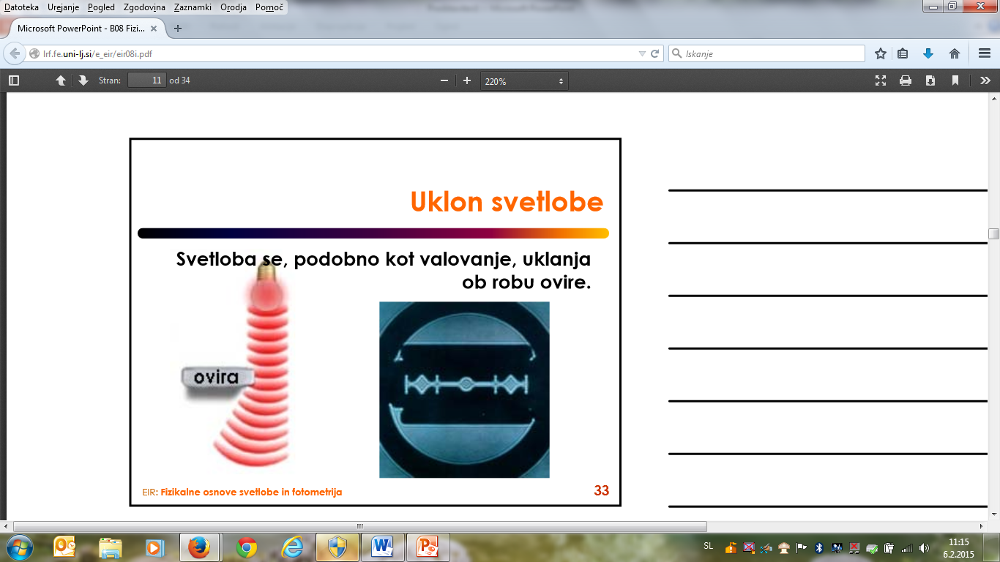 Datoteka Urejanje Pogled Zgodovina Zaznamki Orodja Pomoč
Microsoft PowerPoint - B08 Fizi...
lrf.fe.uni-lj.si/e_eir/eir08i.pdf
Iskanje
Stran: 11 od 34
220%
Uklon svetlobe
Svetloba se, podobno kot valovanje, uklanja
ob robu ovire.
ovira
EIR: Fizikalne osnove svetlobe in fotometrija
33
SL
11:15
6.2.2015